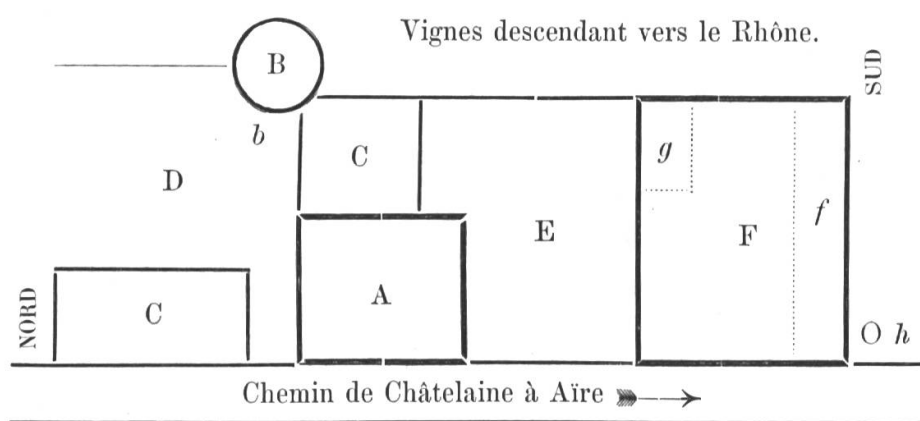 Vignes descendant vers le Rhône.
SUD
B
b
C
g
D
E
F
f
A
NORD
C
O h
Chemin de Châtelaine à Aïre